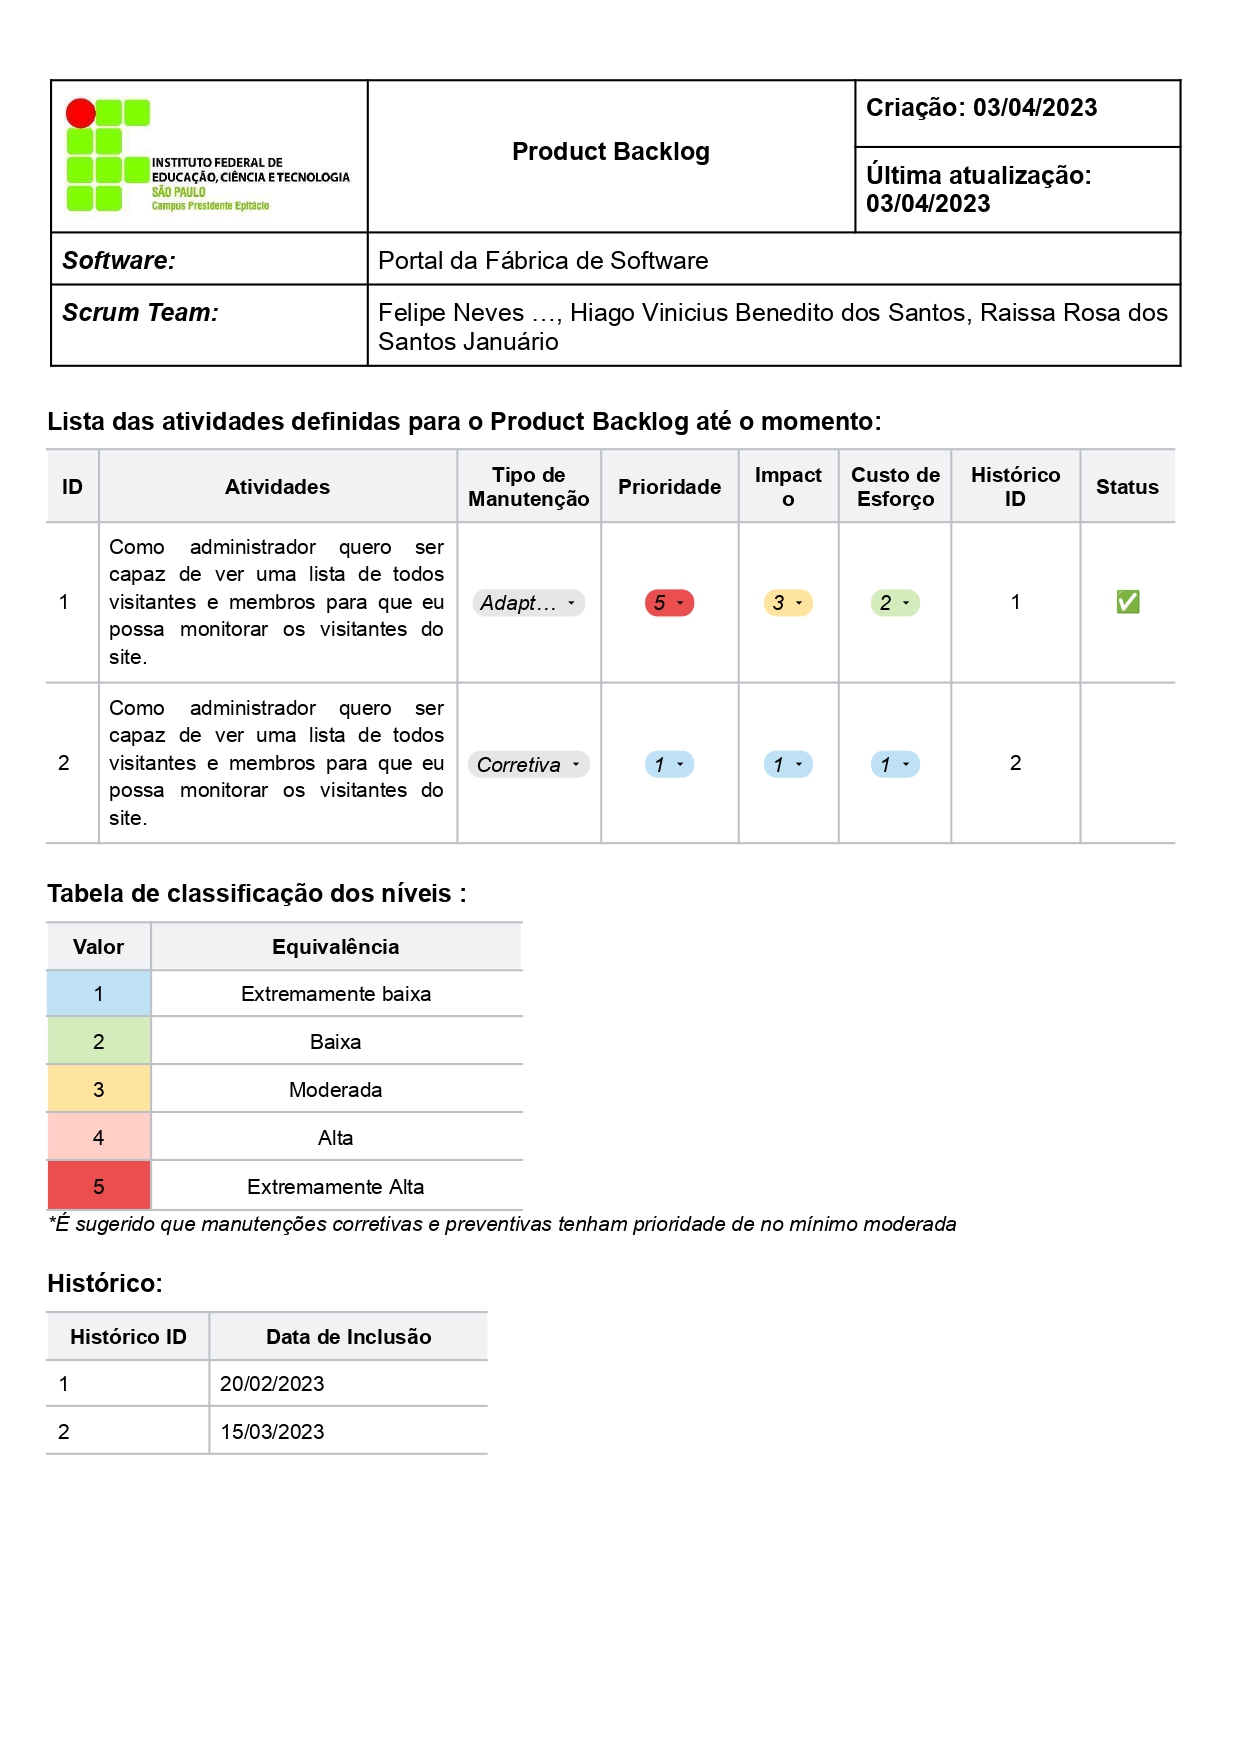 INSTITUTO FEDERAL DE
EDUCAÇÃO, CIÊNCIA E TECNOLOGIA
SÃO PAULO
Campus Presidente Epitácio
Product Backlog
Criação: 03/04/2023
Última atualização:
03/04/2023
Software:
Portal da Fábrica de Software
Scrum Team:
Felipe Neves …, Hiago Vinicius Benedito dos Santos, Raissa Rosa dos
Santos Januário
Lista das atividades definidas para o Product Backlog até o momento:
ID
Atividades
Tipo de
Manutenção
Prioridade
Impact
o
Custo de
Esforço
Histórico
ID
Status
1
Como administrador quero ser
capaz de ver uma lista de todos
visitantes e membros para que eu
possa monitorar os visitantes do
site.
Adapt…
5
3
2
1
✅
2
Como administrador quero ser
capaz de ver uma lista de todos
visitantes e membros para que eu
possa monitorar os visitantes do
site.
Corretiva
1
1
1
2
Tabela de classificação dos níveis :
Valor Equivalência
1 Extremamente baixa
2 Baixa
3 Moderada
4 Alta
5 Extremamente Alta
*É sugerido que manutenções corretivas e preventivas tenham prioridade de no mínimo moderada
Histórico:
Histórico ID Data de Inclusão
1 20/02/2023
2 15/03/2023